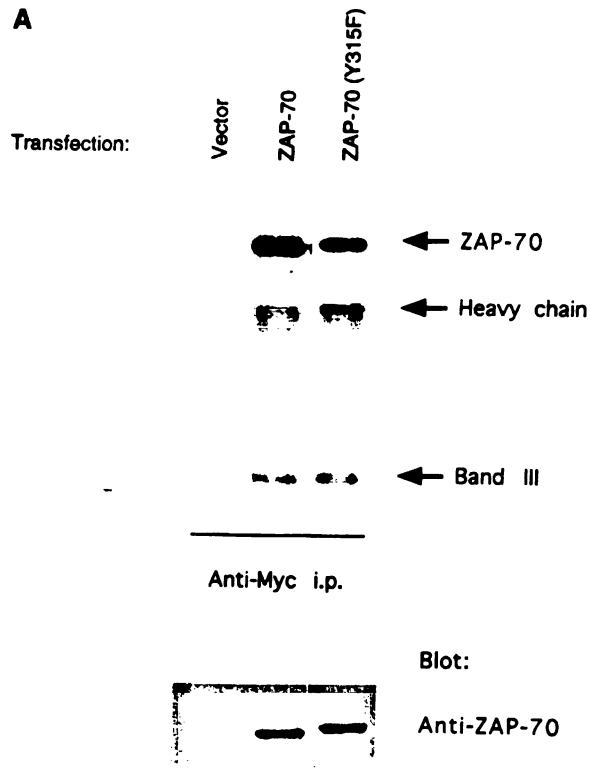 A
Transfection:
Vector
ZAP-70
ZAP-70 (Y315F)
ZAP-70
Heavy chain
Band III
Anti-Myc i.p.
Blot:
Anti-ZAP-70